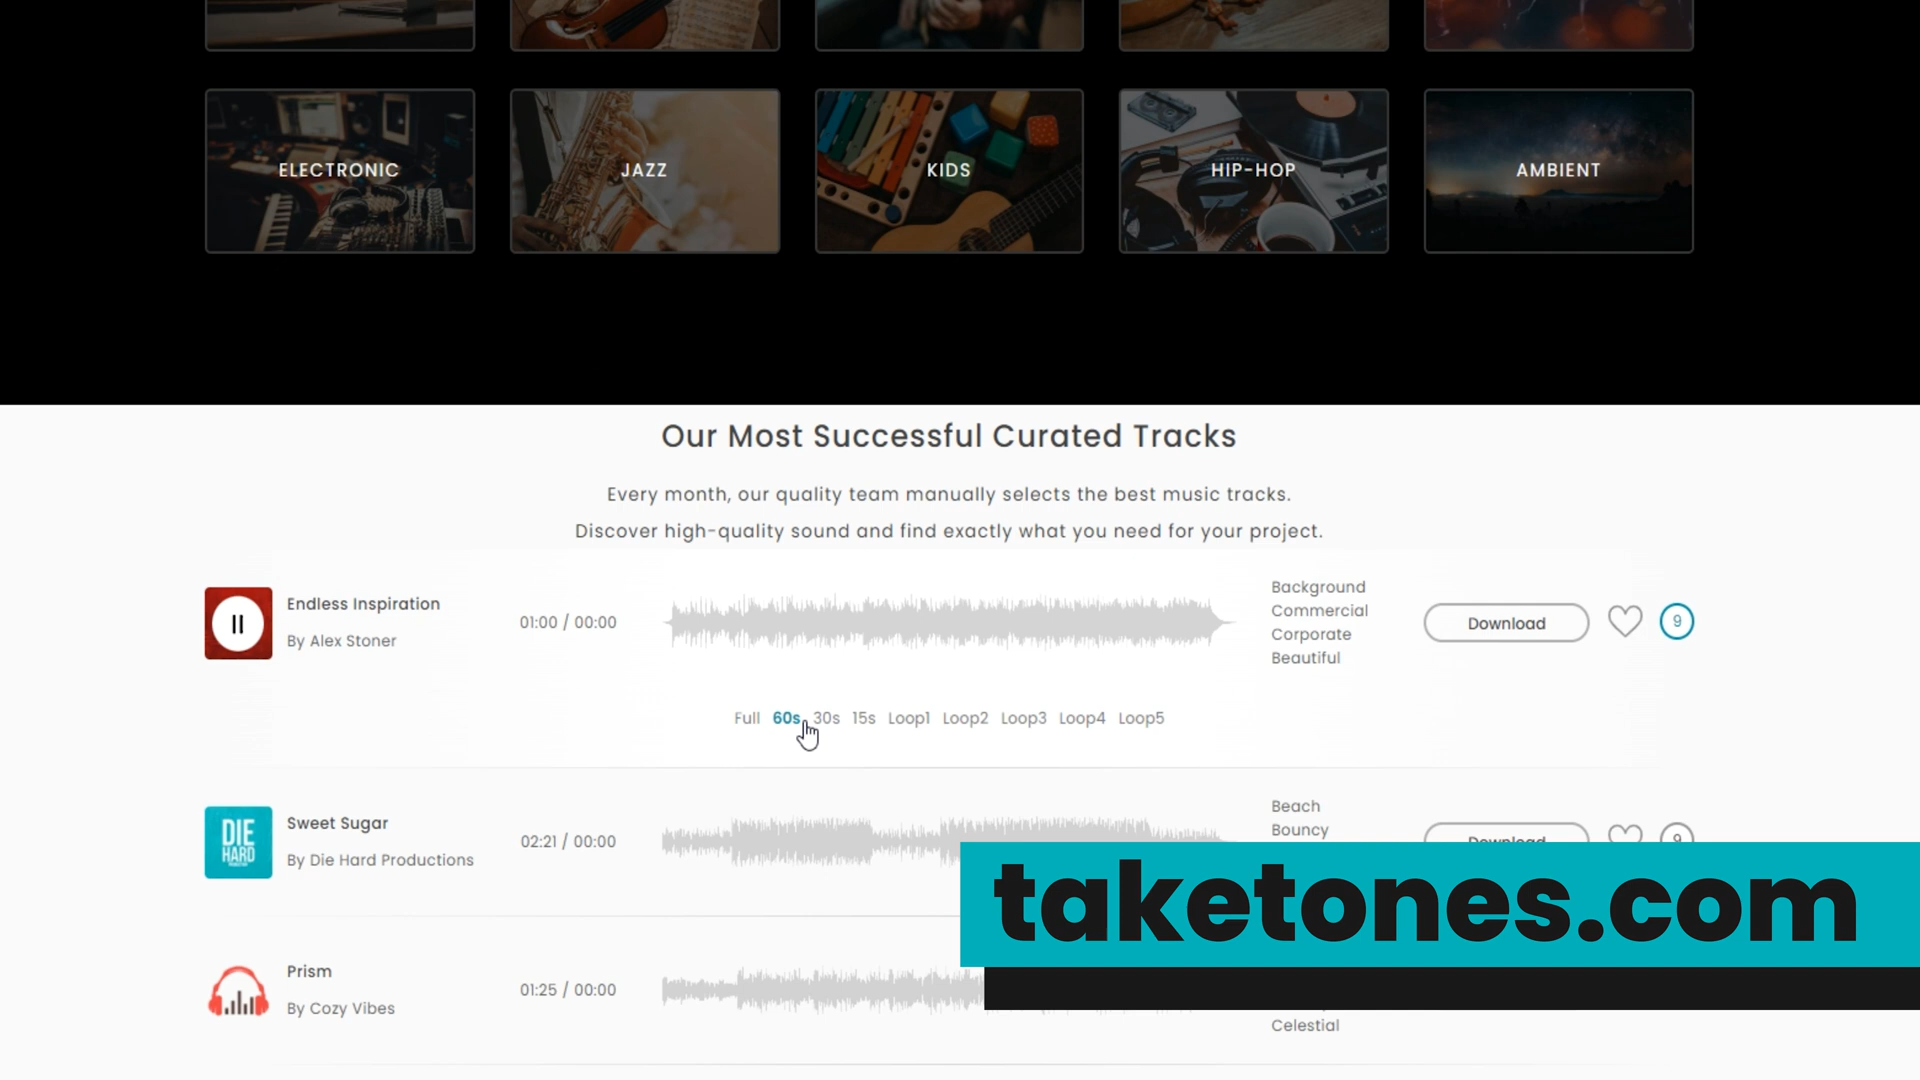 ELECTRONIC
JAZZ
KIDS
HIP-HOP
AMBIENT
Our Most Successful Curated Tracks
Every month, our quality team manually selects the best music tracks.
Discover high-quality sound and find exactly what you need for your project.
Endless Inspiration
By Alex Stoner
01:00 / 00:00
Background
Commercial
Corporate
Beautiful
Download
9
Full 60s 30s 15s Loop1 Loop2 Loop3 Loop4 Loop5
DIE
HARD
Sweet Sugar
By Die Hard Productions
02:21 / 00:00
Beach
Bouncy
Download
9
taketones.com
Prism
By Cozy Vibes
01:25 / 00:00
Celestial